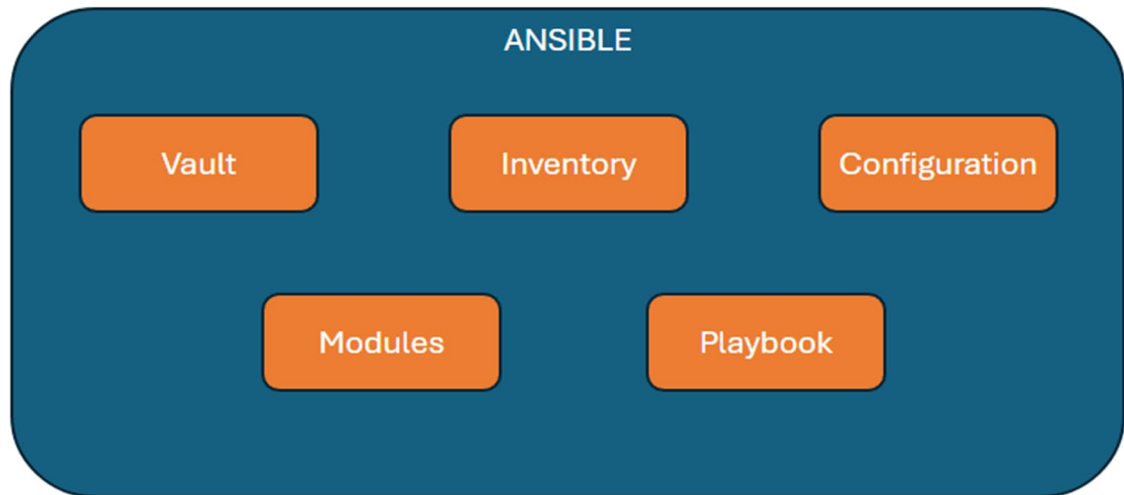 ANSIBLE
Vault
Inventory
Configuration
Modules
Playbook